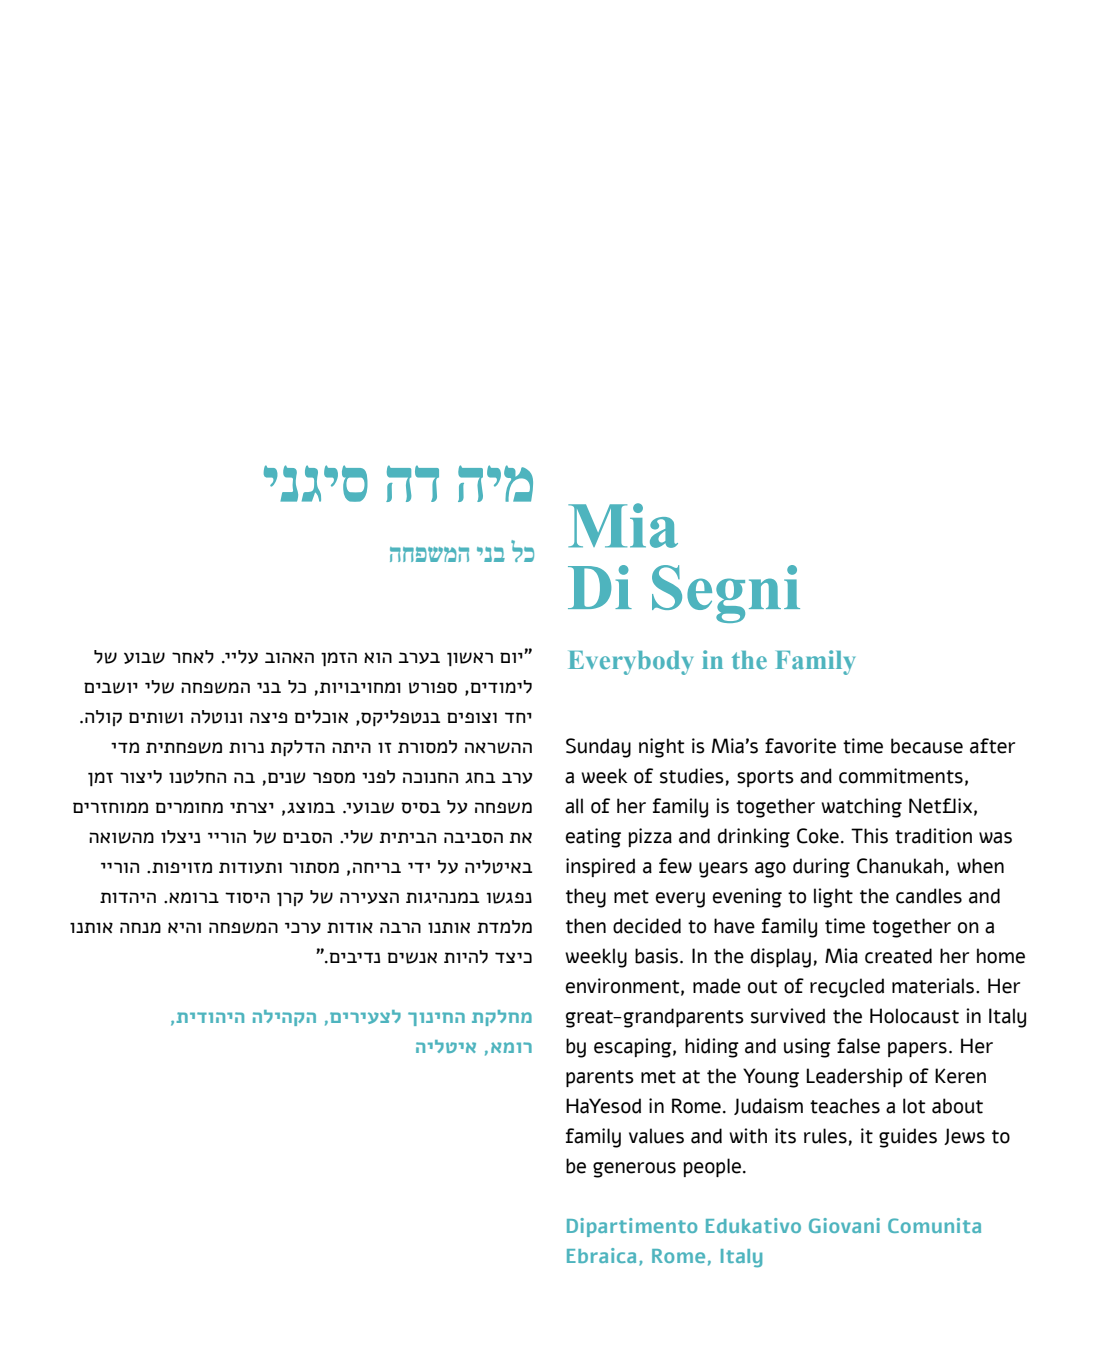 מיה דה סיגני
כל בני המשפחה
"יום ראשון בערב הוא הזמן האהוב עליי. לאחר שבוע של
לימודים, ספורט ומחויבויות, כל בני המשפחה שלי יושבים
יחד וצופים בנטפליקס, אוכלים פיצה ונוטלה ושותים קולה.
ההשראה למסורת זו היתה הדלקת נרות משפחתית מדי
ערב בחג החנוכה לפני מספר שנים, בה החלטנו ליצור זמן
משפחה על בסיס שבועי. במוצג, יצרתי מחומרים ממוחזרים
את הסביבה הביתית שלי. הסבים של הוריי ניצלו מהשואה
באיטליה על ידי בריחה, מסתור ותעודות מזויפות. הוריי
נפגשו במנהיגות הצעירה של קרן היסוד ברומא. היהדות
מלמדת אותנו הרבה אודות ערכי המשפחה והיא מנחה אותנו
כיצד להיות אנשים נדיבים."
מחלקת החינוך לצעירים, הקהילה היהודית,
רומא, איטליה
Mia
Di Segni
Everybody in the Family
Sunday night is Mia's favorite time because after
a week of studies, sports and commitments,
all of her family is together watching Netflix,
eating pizza and drinking Coke. This tradition was
inspired a few years ago during Chanukah, when
they met every evening to light the candles and
then decided to have family time together on a
weekly basis. In the display, Mia created her home
environment, made out of recycled materials. Her
great-grandparents survived the Holocaust in Italy
by escaping, hiding and using false papers. Her
parents met at the Young Leadership of Keren
HaYesod in Rome. Judaism teaches a lot about
family values and with its rules, it guides Jews to
be generous people.
Dipartimento Edukativo Giovani Comunita
Ebraica, Rome, Italy